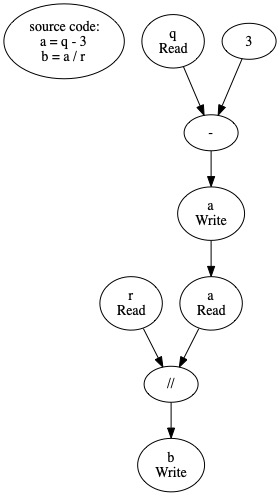 source code:
a = q - 3
b = a / r
q
Read
3
-
a
Write
r
Read
a
Read
//
b
Write